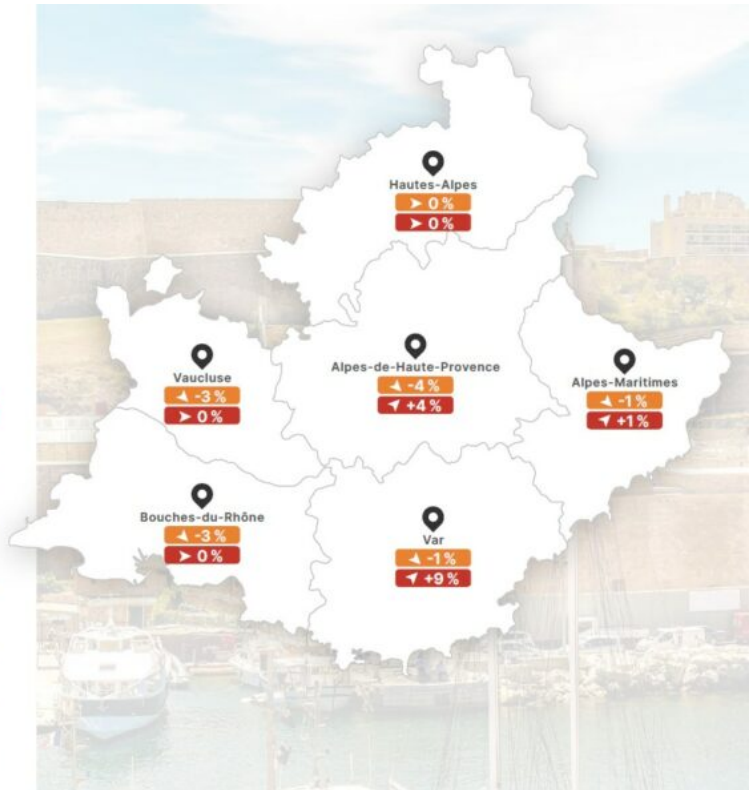 Hautes-Alpes
0 %
0 %
Alpes-de-Haute-Provence
-4 %
+4 %
Vaucluse
-3 %
0 %
Alpes-Maritimes
-1 %
+1 %
Bouches-du-Rhône
-3 %
0 %
Var
-1 %
+9 %